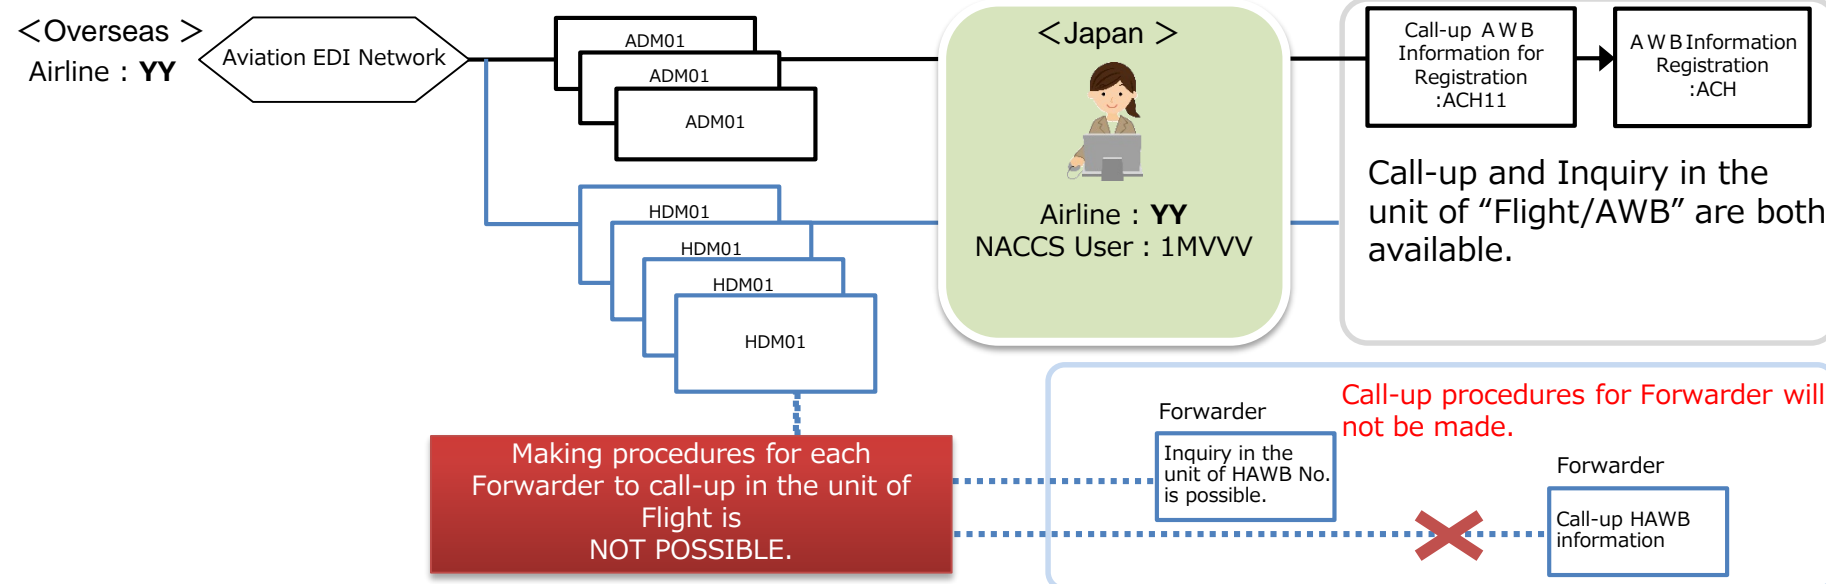 ＜Overseas ＞
Airline : YY
Aviation EDI Network
ADM01
ADM01
ADM01
HDM01
HDM01
HDM01
HDM01
＜Japan ＞
Airline : YY
NACCS User : 1MVVV
Call-up AWB
Information for
Registration
:ACH11
AWB Information
Registration
:ACH
Call-up and Inquiry in the
unit of “Flight/AWB” are both
available.
Making procedures for each
Forwarder to call-up in the unit of
Flight is
NOT POSSIBLE.
Call-up procedures for Forwarder will
not be made.
Forwarder
Inquiry in the
unit of HAWB No.
is possible.
Forwarder
Call-up HAWB
information